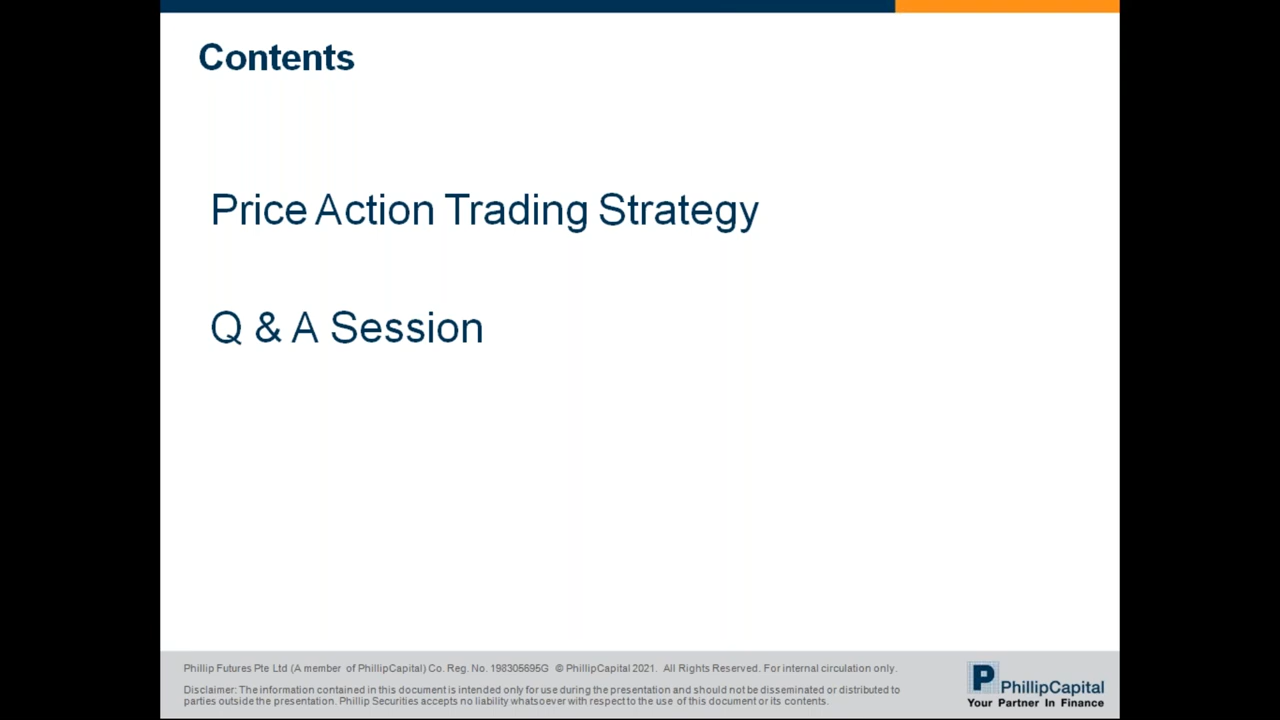 Contents
Price Action Trading Strategy
Q & A Session
Phillip Futures Pte Ltd (A member of PhillipCapital) Co. Reg. No. 198305695G © PhillipCapital 2021. All Rights Reserved. For internal circulation only.
Disclaimer: The information contained in this document is intended only for use during the presentation and should not be disseminated or distributed to
parties outside the presentation. Phillip Securities accepts no liability whatsoever with respect to the use of this document or its contents.
PhillipCapital
Your Partner In Finance